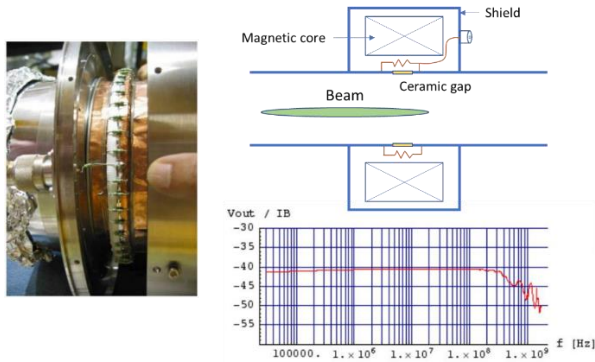 Shield
Magnetic core
Ceramic gap
Beam
Vout / IB
-30
-35
-40
-45
-50
-55
100000. 1.×10⁶ 1.×10⁷ 1.×10⁸ 1.×10⁹ f [Hz]